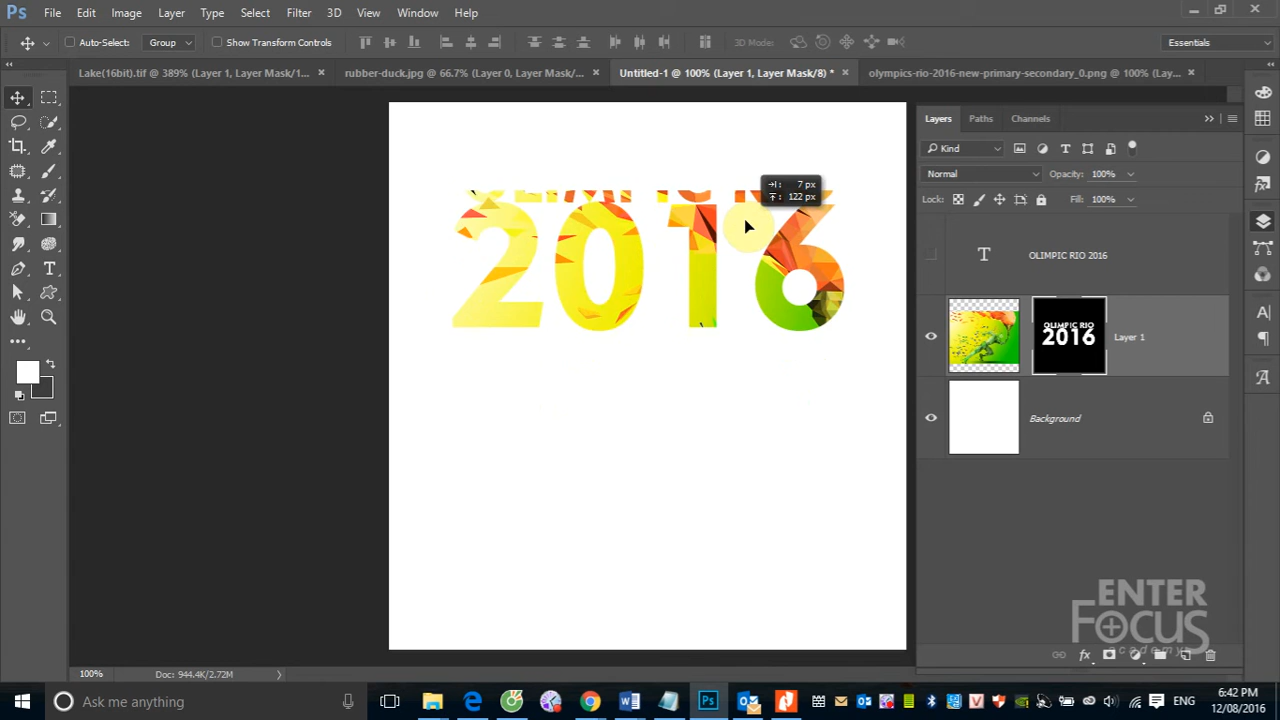 Ps File Edit Image Layer Type Select Filter 3D View Window Help
Auto-Select: Group Show Transform Controls 3D Mode: Essentials
Lake(16bit).tif @ 389% (Layer 1, Layer Mask/1... × rubber-duck.jpg @ 66.7% (Layer 0, Layer Mask/... × Untitled-1 @ 100% (Layer 1, Layer Mask/8) * × olympics-rio-2016-new-primary-secondary_0.png @ 100% (Lay... ×
Layers Paths Channels
Kind
Normal Opacity: 100%
Lock: Fill: 100%
7 px
122 px
OLIMPIC RIO
2016
T OLIMPIC RIO 2016
OLIMPIC RIO
2016
Layer 1
Background
ENTER
FOCUS
academy
fx
100% Doc: 944.4K/2.72M
Ask me anything
ENG
6:42 PM
12/08/2016